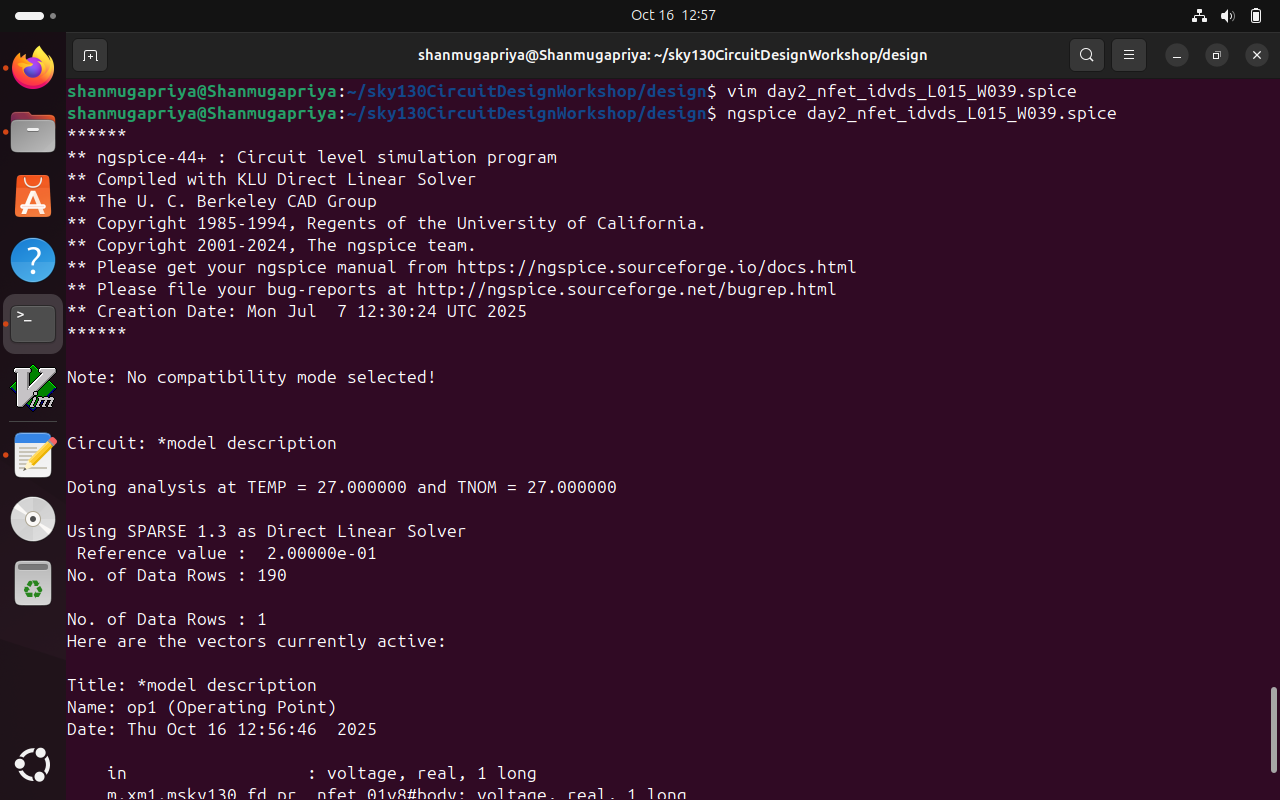 Oct 16 12:57
shanmugapriya@Shanmugapriya: ~/sky130CircuitDesignWorkshop/design
shanmugapriya@Shanmugapriya:~/sky130CircuitDesignWorkshop/design$ vim day2_nfet_idvds_L015_W039.spice
shanmugapriya@Shanmugapriya:~/sky130CircuitDesignWorkshop/design$ ngspice day2_nfet_idvds_L015_W039.spice
******
** ngspice-44+ : Circuit level simulation program
** Compiled with KLU Direct Linear Solver
** The U. C. Berkeley CAD Group
** Copyright 1985-1994, Regents of the University of California.
** Copyright 2001-2024, The ngspice team.
** Please get your ngspice manual from https://ngspice.sourceforge.io/docs.html
** Please file your bug-reports at http://ngspice.sourceforge.net/bugrep.html
** Creation Date: Mon Jul  7 12:30:24 UTC 2025
******
Note: No compatibility mode selected!
Circuit: *model description
Doing analysis at TEMP = 27.000000 and TNOM = 27.000000
Using SPARSE 1.3 as Direct Linear Solver
 Reference value :  2.00000e-01
No. of Data Rows : 190
No. of Data Rows : 1
Here are the vectors currently active:
Title: *model description
Name: op1 (Operating Point)
Date: Thu Oct 16 12:56:46  2025
    in                  : voltage, real, 1 long
    m.xm1.msky130_fd_pr__nfet_01v8#body: voltage, real, 1 long